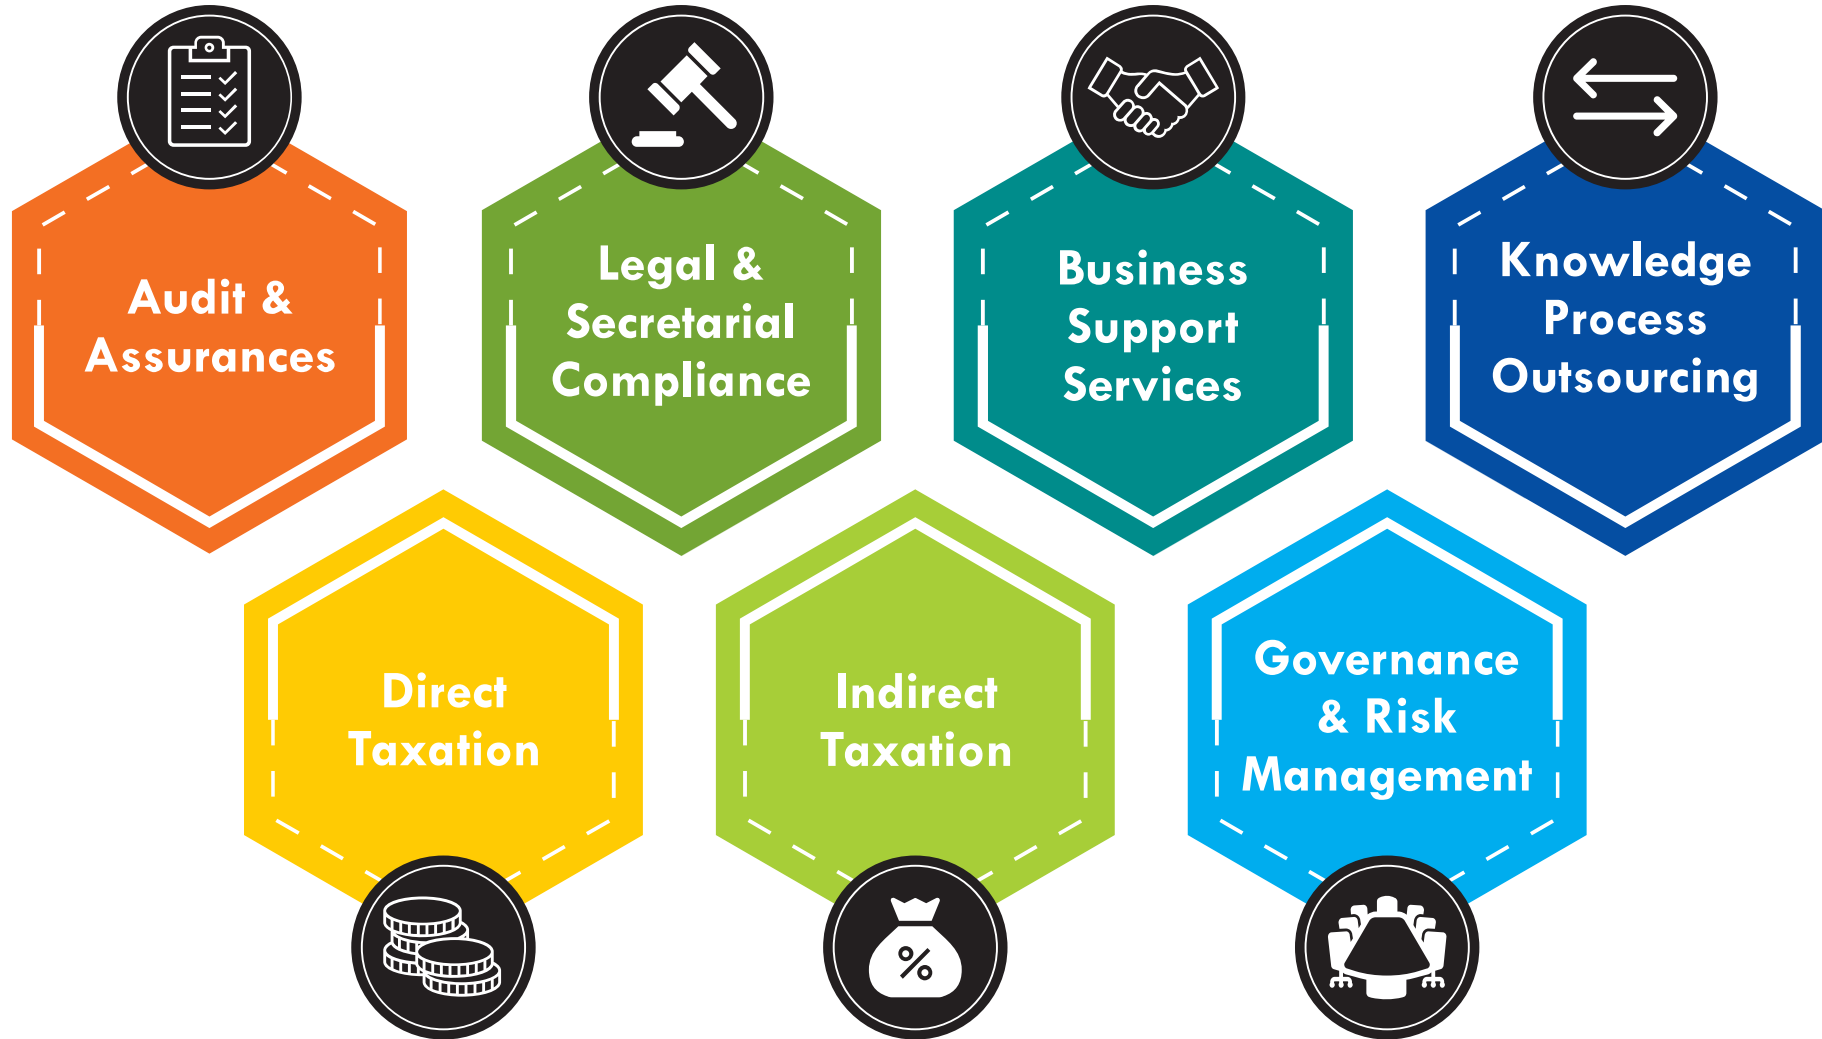 Audit &
Assurances
Legal &
Secretarial
Compliance
Business
Support
Services
Knowledge
Process
Outsourcing
Direct
Taxation
Indirect
Taxation
Governance
& Risk
Management
%